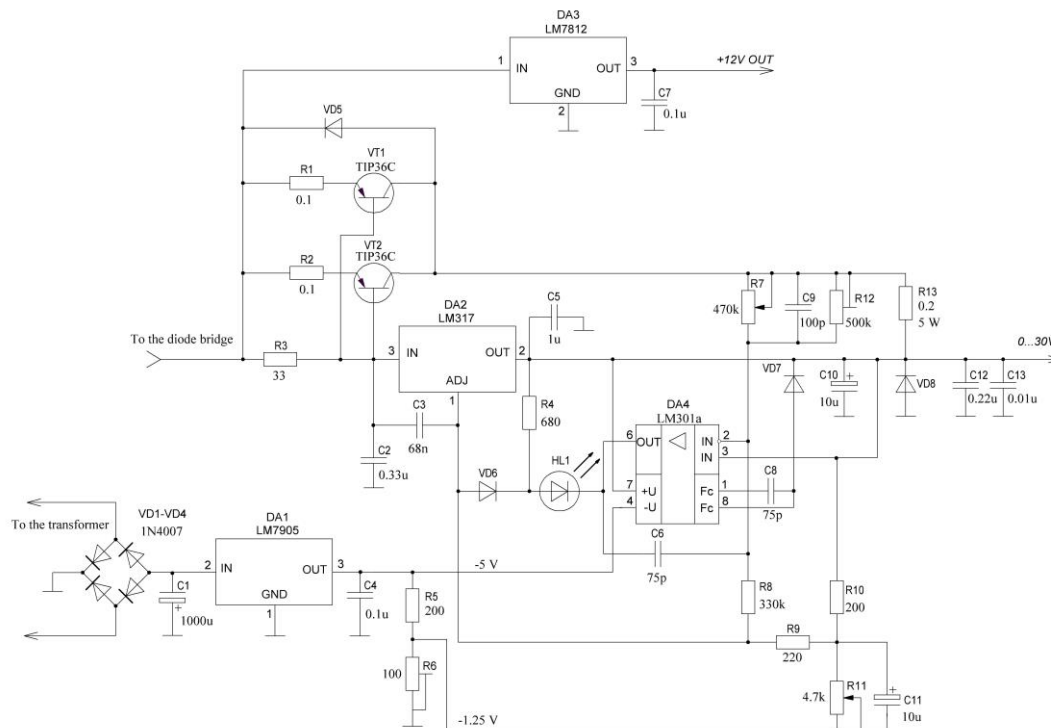 DA3
LM7812
1 IN OUT 3
+12V OUT
GND
2
C7
0.1u
VD5
VT1
TIP36C
R1
0.1
VT2
TIP36C
R2
0.1
R7
470k
C9
100p
R12
500k
R13
0.2
5 W
DA2
LM317
C5
1u
To the diode bridge
R3
33
3 IN OUT 2
ADJ
1
0...30V
VD7
C10
+
10u
VD8
C12
0.22u
C13
0.01u
R4
680
C3
68n
C2
0.33u
DA4
LM301a
6 OUT IN 2
IN 3
7 +U Fc 1
4 -U Fc 8
HL1
VD6
C8
75p
C6
75p
To the transformer
VD1-VD4
1N4007
DA1
LM7905
2 IN OUT 3
GND
1
C1
+
1000u
C4
0.1u
-5 V
R5
200
R6
100
-1.25 V
R8
330k
R10
200
R9
220
R11
4.7k
+
C11
10u